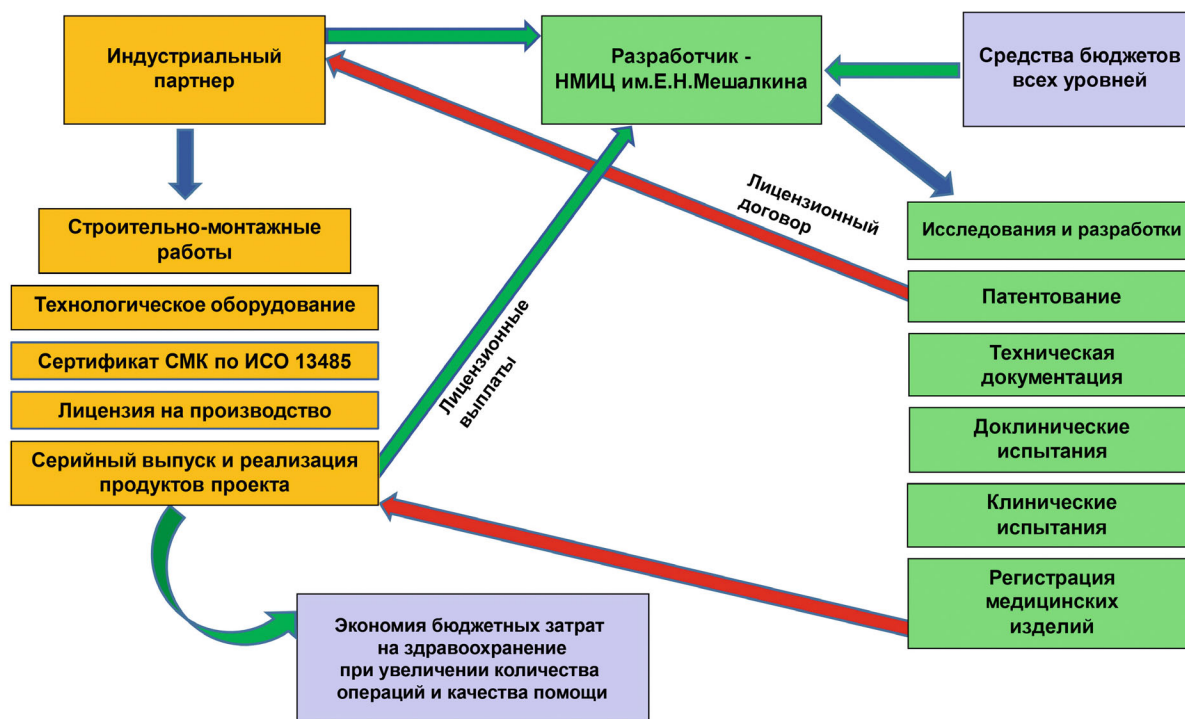 Индустриальный
партнер
Разработчик -
НМИЦ им.Е.Н.Мешалкина
Средства бюджетов
всех уровней
Строительно-монтажные
работы
Технологическое оборудование
Сертификат СМК по ИСО 13485
Лицензия на производство
Серийный выпуск и реализация
продуктов проекта
Лицензионные
выплаты
Лицензионный
договор
Исследования и разработки
Патентование
Техническая
документация
Доклинические
испытания
Клинические
испытания
Регистрация
медицинских
изделий
Экономия бюджетных затрат
на здравоохранение
при увеличении количества
операций и качества помощи